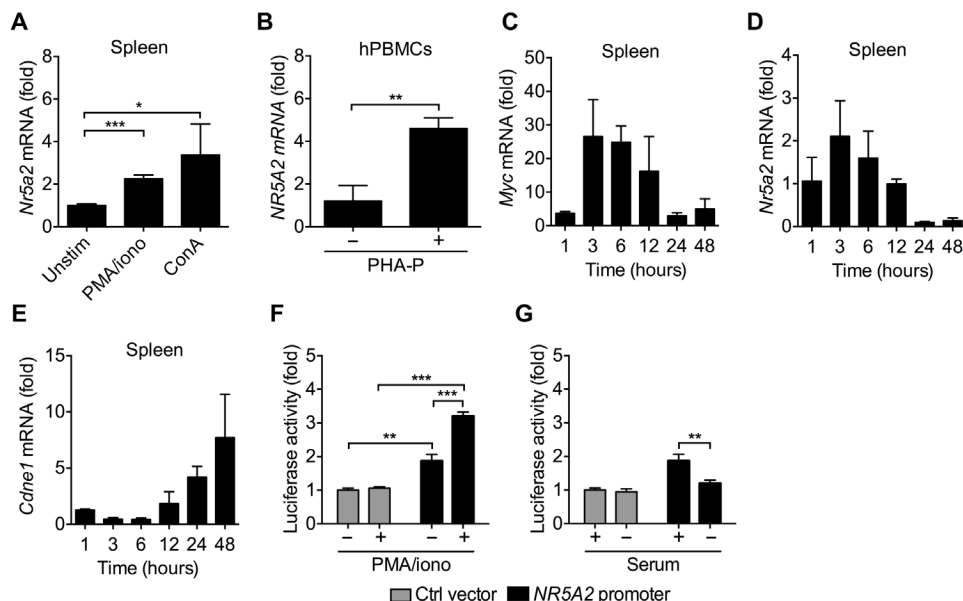 A
Spleen
Nr5a2 mRNA (fold)
8
6
4
2
0
*
***
Unstim
PMA/iono
ConA
B
hPBMCs
NR5A2 mRNA (fold)
8
6
4
2
0
**
– +
PHA-P
C
Spleen
Myc mRNA (fold)
50
40
30
20
10
0
1 3 6 12 24 48
Time (hours)
D
Spleen
Nr5a2 mRNA (fold)
4
3
2
1
0
1 3 6 12 24 48
Time (hours)
E
Spleen
Cdne1 mRNA (fold)
15
10
5
0
1 3 6 12 24 48
Time (hours)
F
Luciferase activity (fold)
5
4
3
2
1
0
***
***
**
– + – +
PMA/iono
G
Luciferase activity (fold)
5
4
3
2
1
0
**
+ – + –
Serum
Ctrl vector NR5A2 promoter